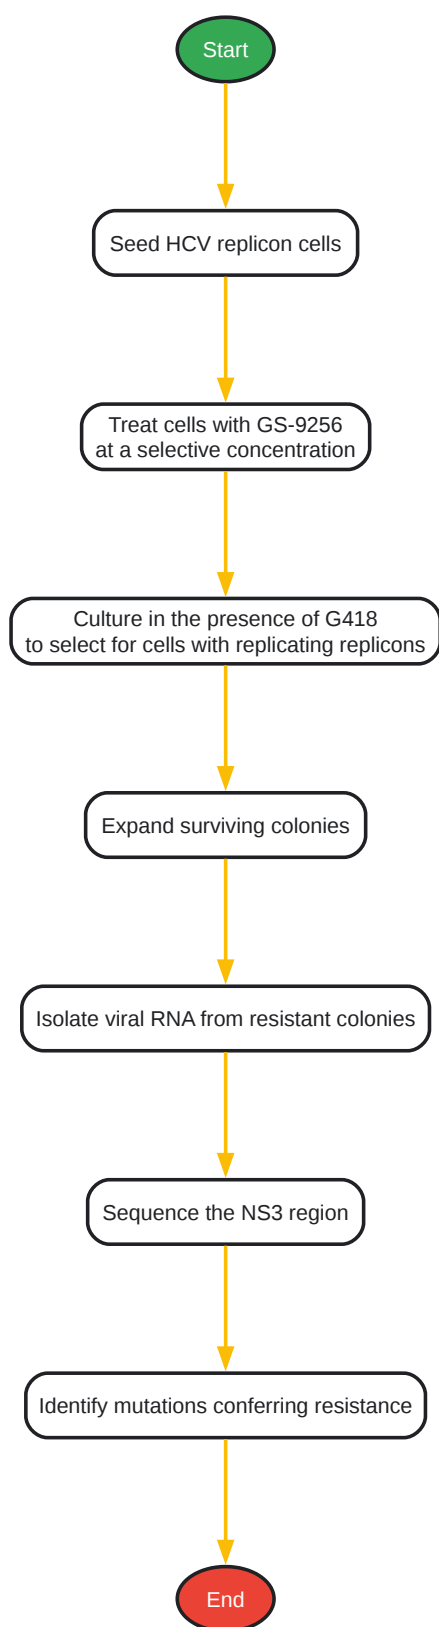 Start
Seed HCV replicon cells
Treat cells with GS-9256
at a selective concentration
Culture in the presence of G418
to select for cells with replicating replicons
Expand surviving colonies
Isolate viral RNA from resistant colonies
Sequence the NS3 region
Identify mutations conferring resistance
End